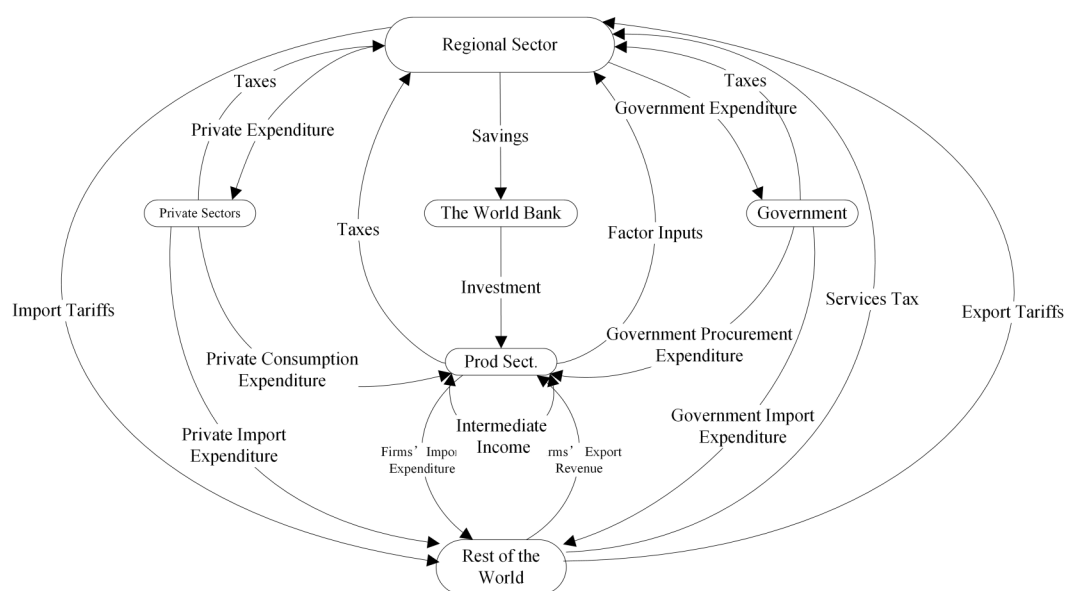 Regional Sector
Taxes
Taxes
Private Expenditure
Government Expenditure
Savings
Private Sectors
The World Bank
Government
Taxes
Factor Inputs
Investment
Import Tariffs
Services Tax
Export Tariffs
Private Consumption
Expenditure
Prod Sect.
Government Procurement
Expenditure
Private Import
Expenditure
Firms’
Expenditure
Intermediate
Income
Export
Revenue
Government Import
Expenditure
Rest of the
World